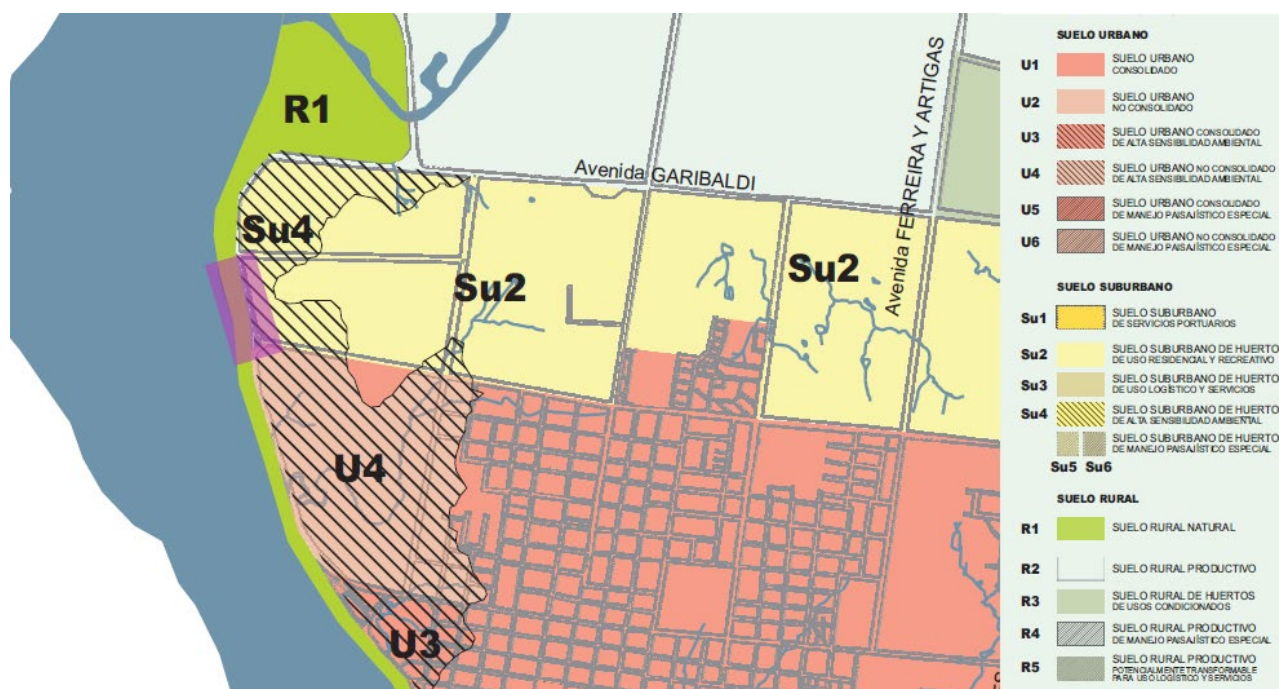 R1
Avenida GARIBALDI
Avenida FERREIRA Y ARTIGAS
Su4
Su2
Su2
U4
U3
SUELO URBANO
U1 SUELO URBANO
CONSOLIDADO
U2 SUELO URBANO
NO CONSOLIDADO
U3 SUELO URBANO CONSOLIDADO
DE ALTA SENSIBILIDAD AMBIENTAL
U4 SUELO URBANO NO CONSOLIDADO
DE ALTA SENSIBILIDAD AMBIENTAL
U5 SUELO URBANO CONSOLIDADO
DE MANEJO PAISAJÍSTICO ESPECIAL
U6 SUELO URBANO NO CONSOLIDADO
DE MANEJO PAISAJÍSTICO ESPECIAL
SUELO SUBURBANO
Su1 SUELO SUBURBANO
DE SERVICIOS PORTUARIOS
Su2 SUELO SUBURBANO DE HUERTO
DE USO RESIDENCIAL Y RECREATIVO
Su3 SUELO SUBURBANO DE HUERTO
DE USO LOGÍSTICO Y SERVICIOS
Su4 SUELO SUBURBANO DE HUERTO
DE ALTA SENSIBILIDAD AMBIENTAL
SUELO SUBURBANO DE HUERTO
DE MANEJO PAISAJÍSTICO ESPECIAL
Su5 Su6
SUELO RURAL
R1 SUELO RURAL NATURAL
R2 SUELO RURAL PRODUCTIVO
R3 SUELO RURAL DE HUERTOS
DE USOS CONDICIONADOS
R4 SUELO RURAL PRODUCTIVO
DE MANEJO PAISAJÍSTICO ESPECIAL
R5 SUELO RURAL PRODUCTIVO
POTENCIALMENTE TRANSFORMABLE
PARA USO LOGÍSTICO Y SERVICIOS